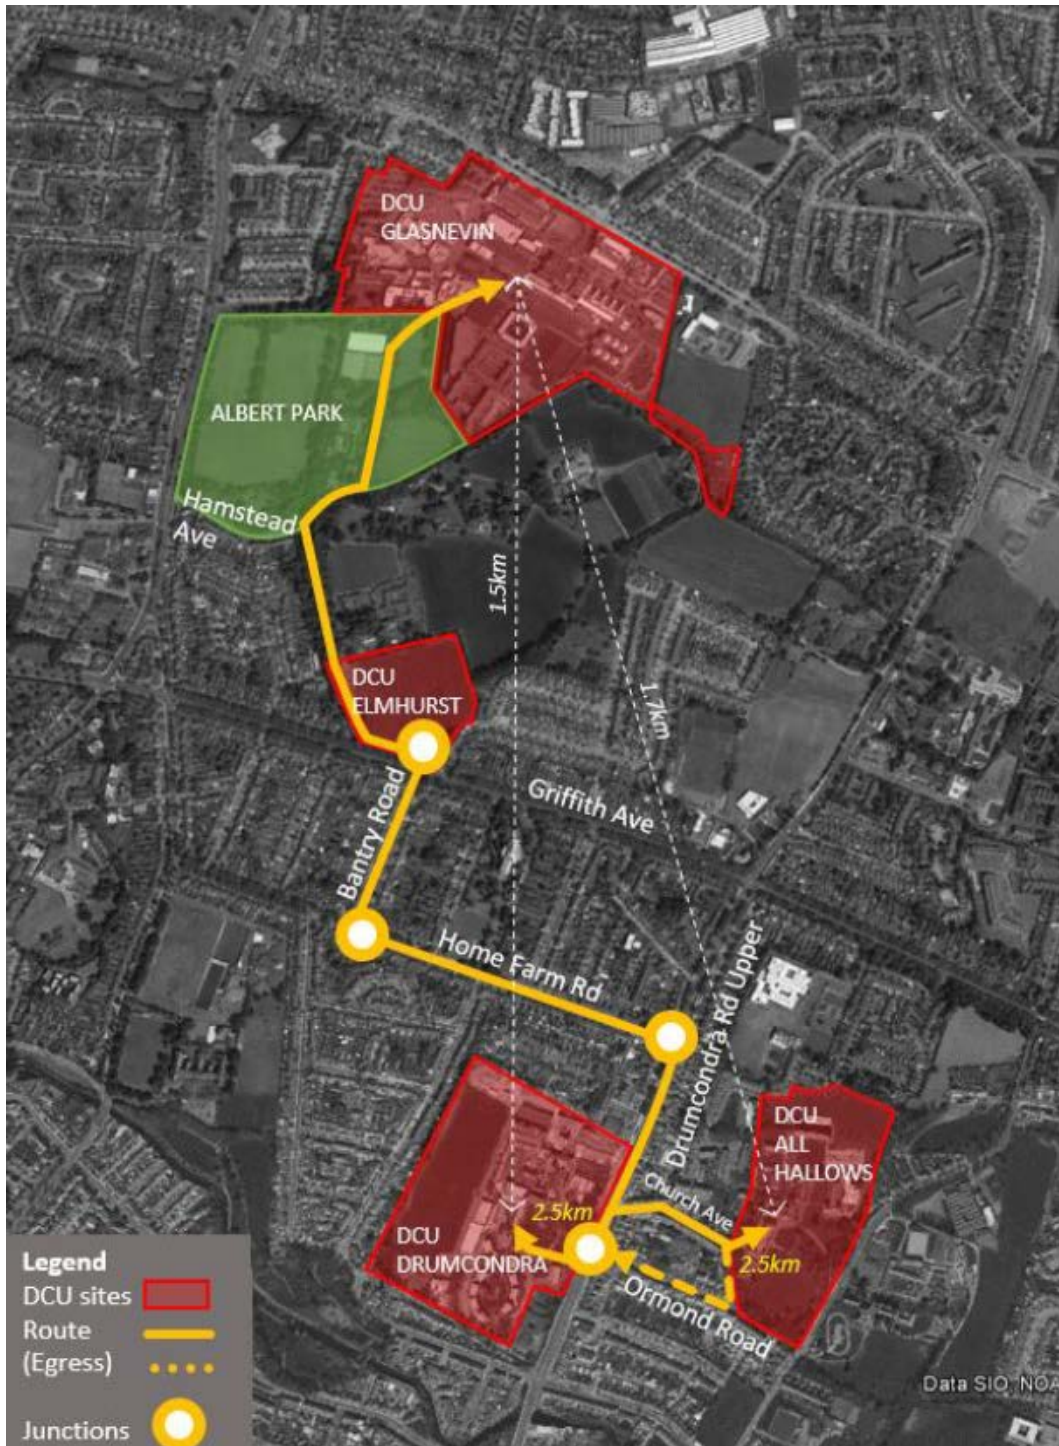 DCU
GLASNEVIN
ALBERT PARK
Hamstead
Ave
1.5km
DCU
ELMHURST
1.7km
Griffith Ave
Bantry Road
Home Farm Rd
Drumcondra Rd Upper
DCU
ALL
HALLOWS
Church Ave
2.5km
DCU
DRUMCONDRA
2.5km
Ormond Road
Legend
DCU sites
Route
(Egress)
Junctions
Data SIO, NOA